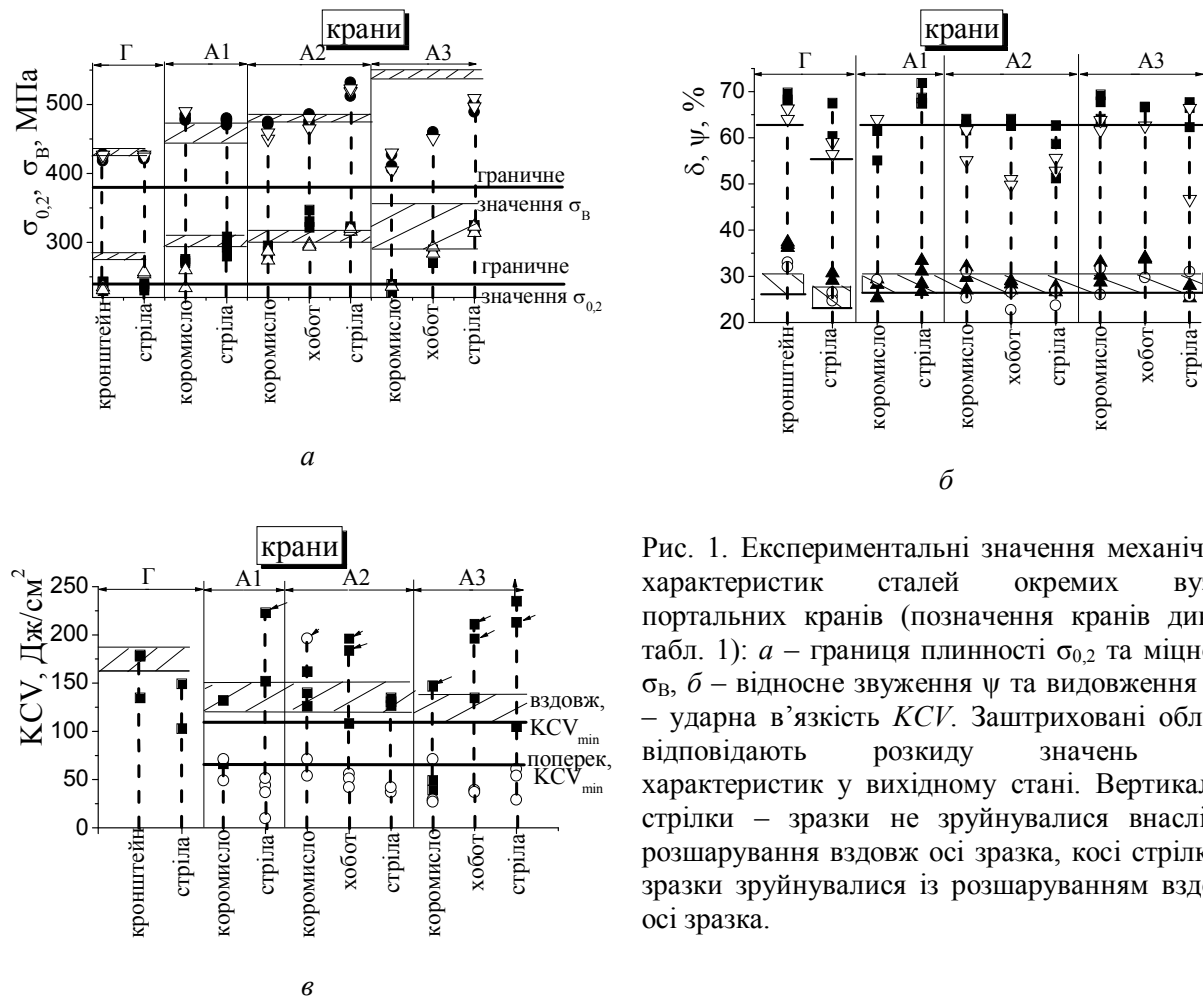 крани
Г А1 А2 А3
σ0,2, σВ, МПа
500
400
300
граничне
значення σВ
граничне
значення σ0,2
кронштейн
стріла
коромисло
стріла
коромисло
хобот
стріла
коромисло
хобот
стріла
а
крани
Г А1 А2 А3
δ, ψ, %
70
60
50
40
30
20
кронштейн
стріла
коромисло
стріла
коромисло
хобот
стріла
коромисло
хобот
стріла
б
крани
Г А1 А2 А3
KCV, Дж/см²
250
200
150
100
50
0
вздовж,
KCVmin
поперек,
KCVmin
кронштейн
стріла
коромисло
стріла
коромисло
хобот
стріла
коромисло
хобот
стріла
в
Рис. 1. Експериментальні значення механіч
характеристик сталей окремих вуз
портальних кранів (позначення кранів див
табл. 1): а – границя плинності σ0,2 та міцно
σВ, б – відносне звуження ψ та видовження
– ударна в’язкість KCV. Заштриховані обла
відповідають розкиду значень
характеристик у вихідному стані. Вертикал
стрілки – зразки не зруйнувалися внаслі
розшарування вздовж осі зразка, косі стрілк
зразки зруйнувалися із розшаруванням вздо
осі зразка.